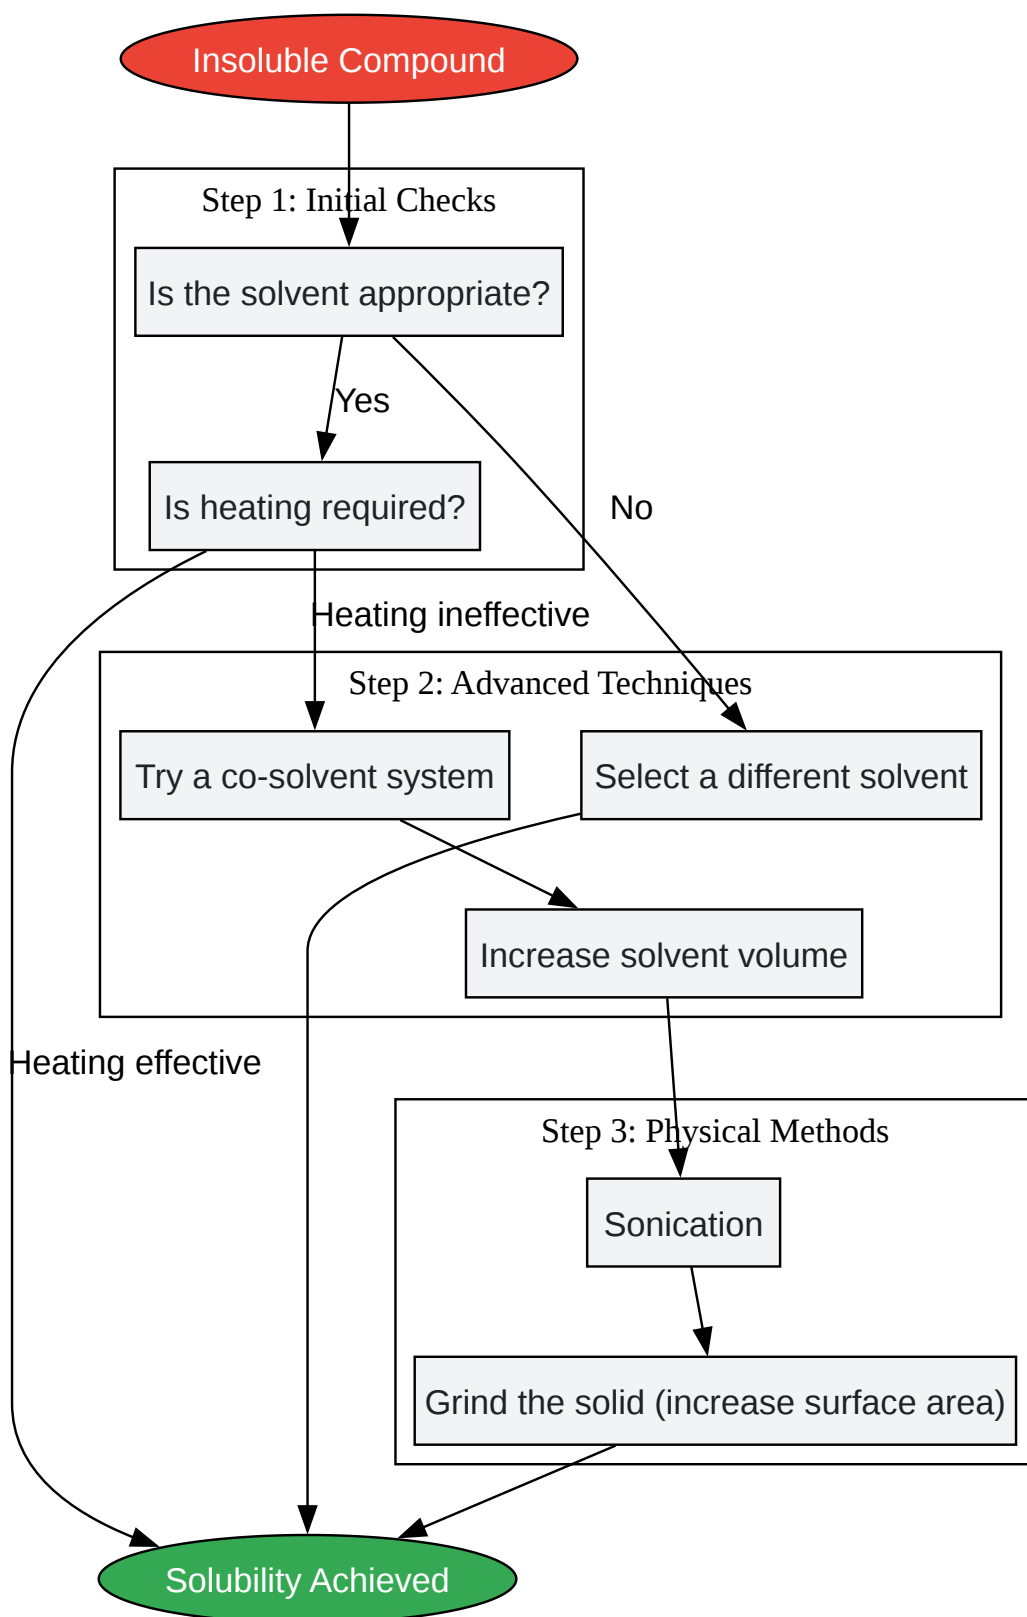 Insoluble Compound
Step 1: Initial Checks
Is the solvent appropriate?
Yes
Is heating required?
No
Heating ineffective
Step 2: Advanced Techniques
Try a co-solvent system
Select a different solvent
Increase solvent volume
Heating effective
Step 3: Physical Methods
Sonication
Grind the solid (increase surface area)
Solubility Achieved